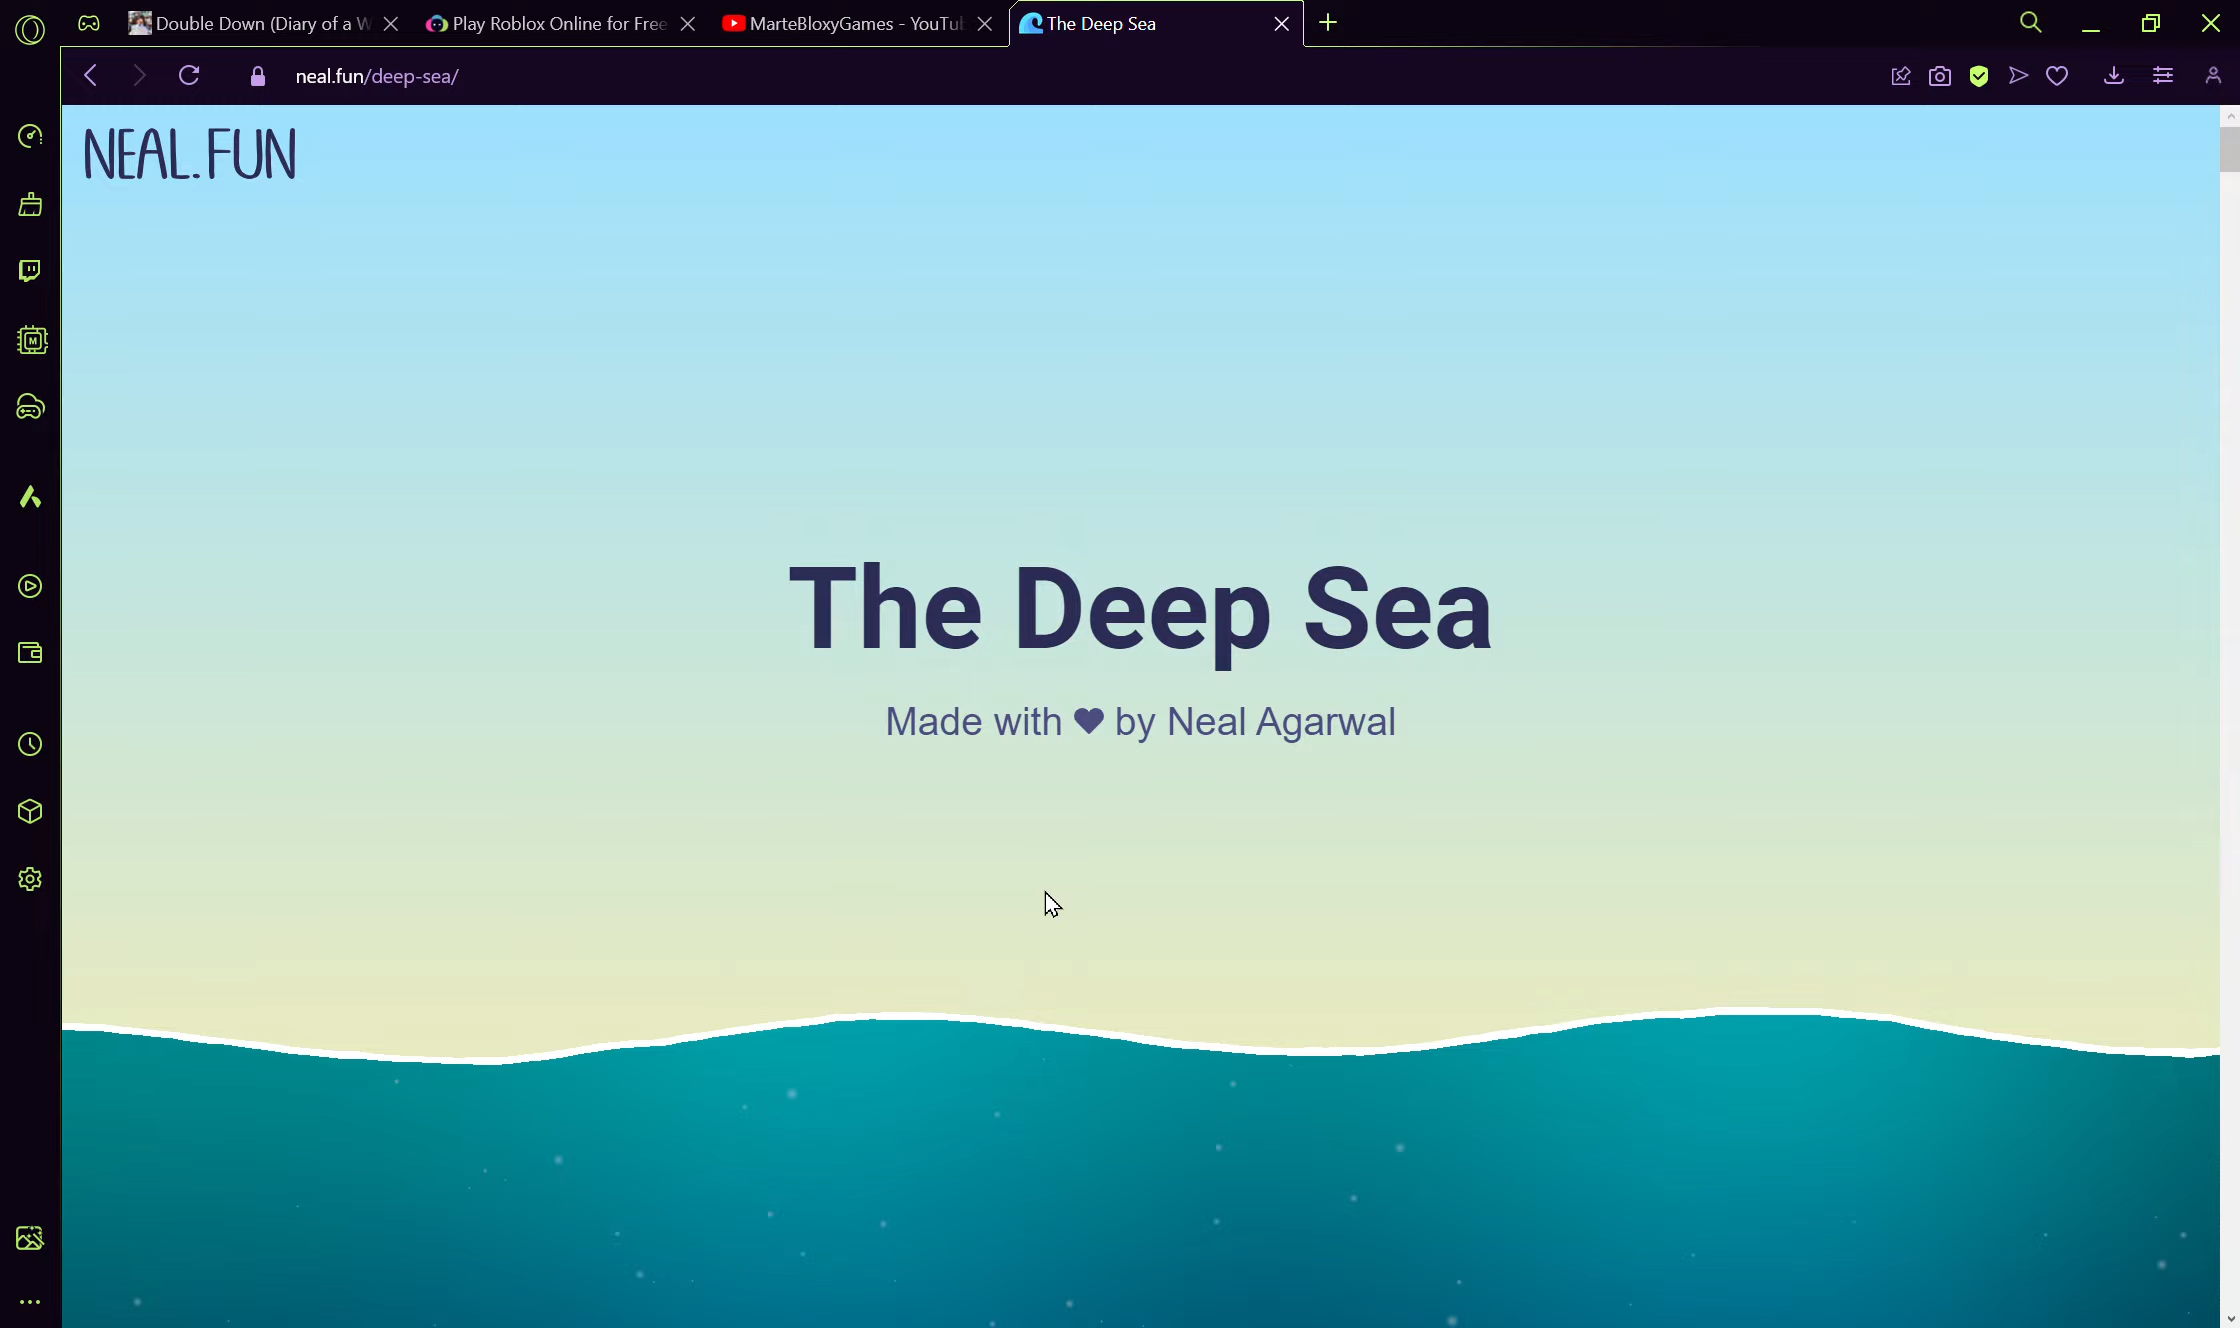 Double Down (Diary of a W
Play Roblox Online for Free
MarteBloxyGames - YouTu
The Deep Sea
neal.fun/deep-sea/
NEAL.FUN
The Deep Sea
Made with ♥ by Neal Agarwal